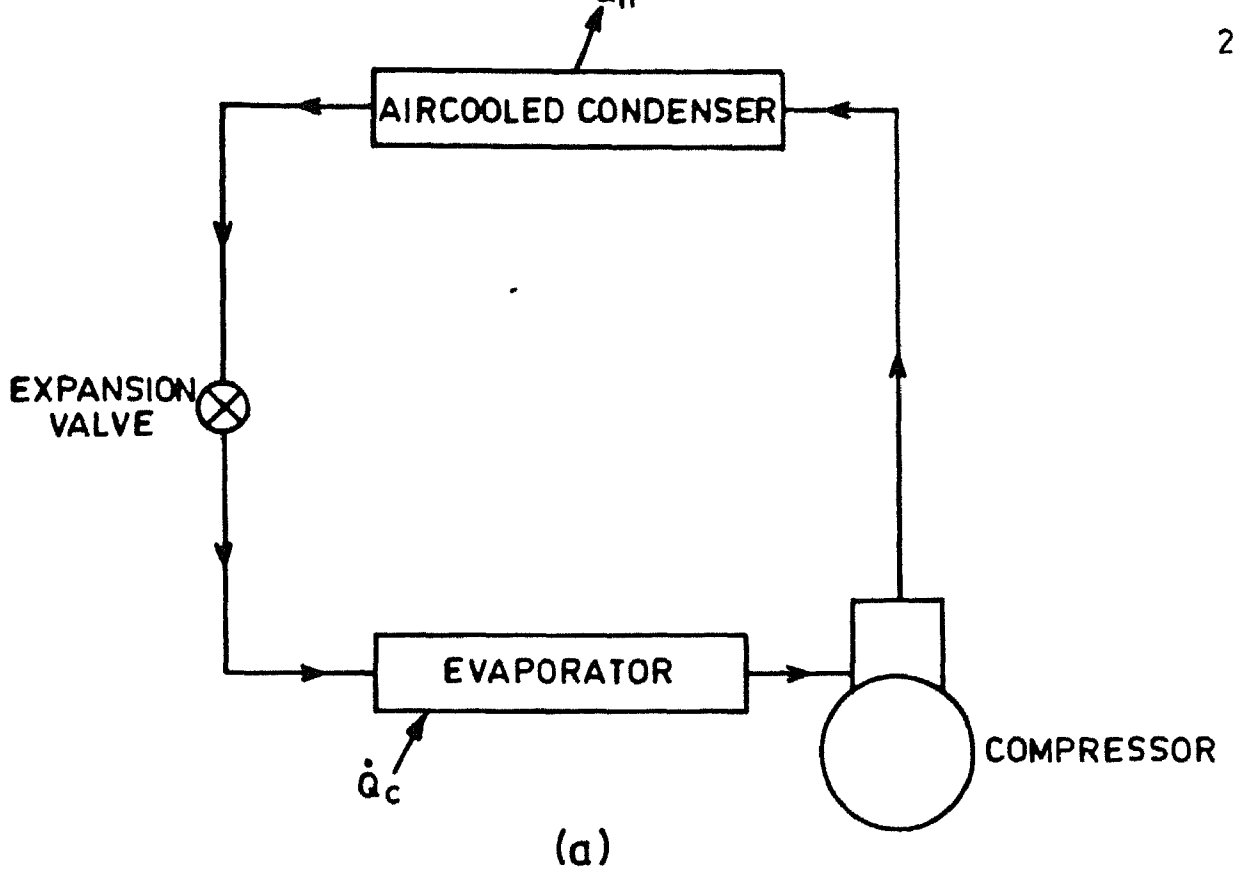 2
AIRCOOLED CONDENSER
EXPANSION
VALVE
EVAPORATOR
COMPRESSOR
Q̇c
(a)